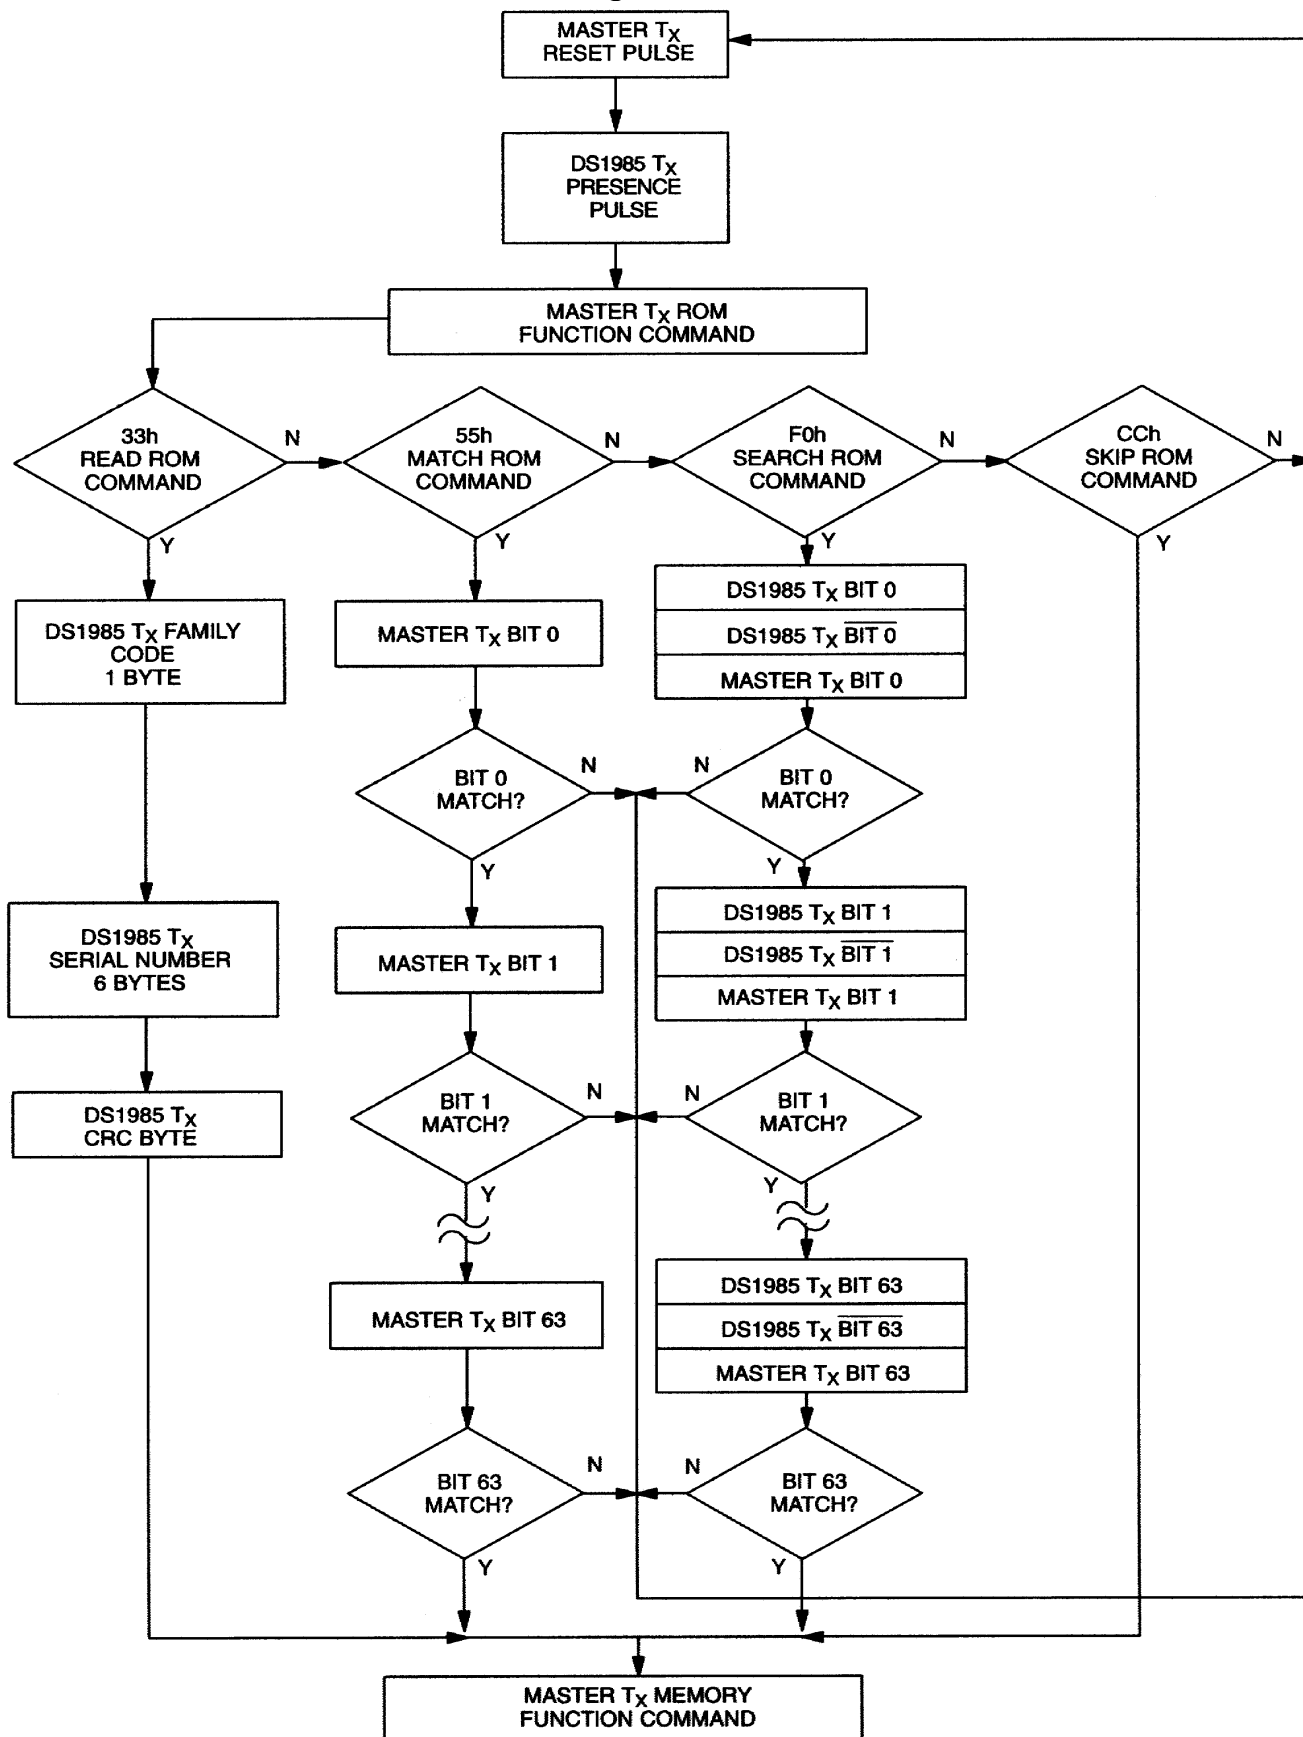 MASTER TX
RESET PULSE
DS1985 TX
PRESENCE
PULSE
MASTER TX ROM
FUNCTION COMMAND
33h
READ ROM
COMMAND
N
Y
55h
MATCH ROM
COMMAND
N
Y
F0h
SEARCH ROM
COMMAND
N
Y
CCh
SKIP ROM
COMMAND
N
Y
DS1985 TX FAMILY
CODE
1 BYTE
DS1985 TX
SERIAL NUMBER
6 BYTES
DS1985 TX
CRC BYTE
MASTER TX BIT 0
BIT 0
MATCH?
N
Y
MASTER TX BIT 1
BIT 1
MATCH?
N
Y
MASTER TX BIT 63
BIT 63
MATCH?
N
Y
DS1985 TX BIT 0
DS1985 TX B̅I̅T̅ ̅0̅
MASTER TX BIT 0
N
BIT 0
MATCH?
Y
DS1985 TX BIT 1
DS1985 TX B̅I̅T̅ ̅1̅
MASTER TX BIT 1
N
BIT 1
MATCH?
Y
DS1985 TX BIT 63
DS1985 TX B̅I̅T̅ ̅6̅3̅
MASTER TX BIT 63
N
BIT 63
MATCH?
Y
MASTER TX MEMORY
FUNCTION COMMAND